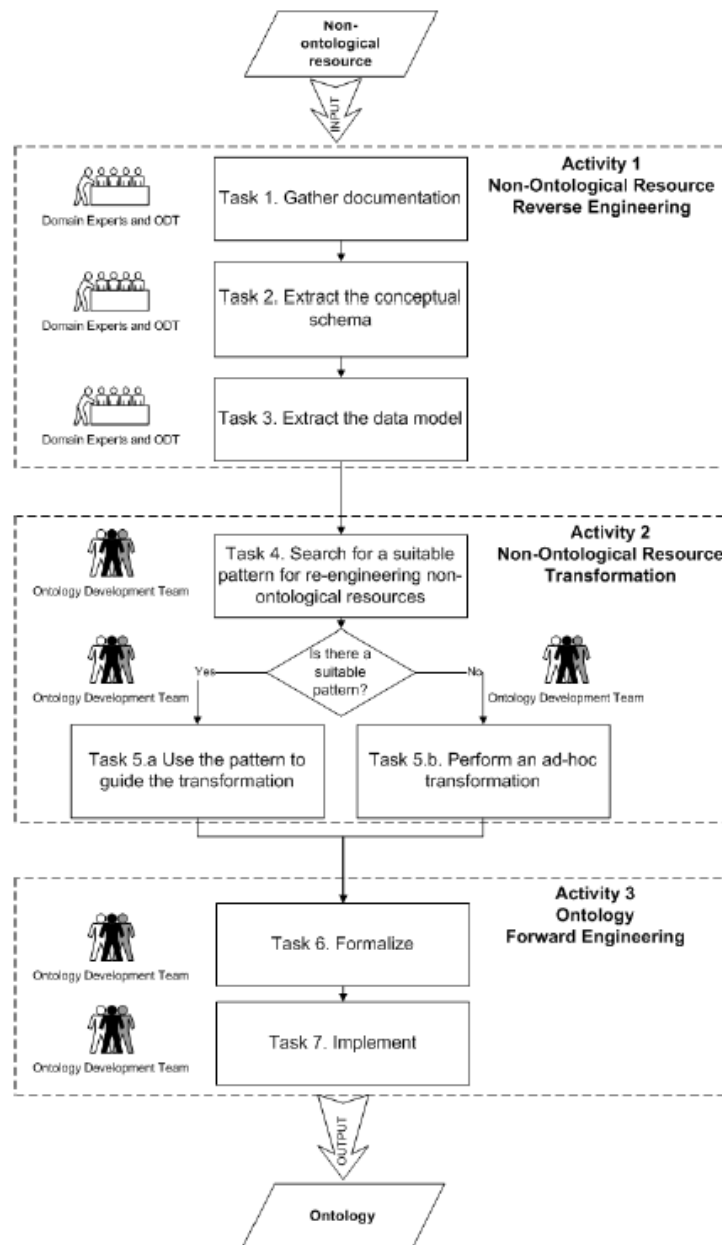 Non-
ontological
resource
INPUT
Activity 1
Non-Ontological Resource
Reverse Engineering
Task 1. Gather documentation
Domain Experts and ODT
Task 2. Extract the conceptual
schema
Domain Experts and ODT
Task 3. Extract the data model
Domain Experts and ODT
Activity 2
Non-Ontological Resource
Transformation
Task 4. Search for a suitable
pattern for re-engineering non-
ontological resources
Ontology Development Team
Is there a
suitable
pattern?
Yes
No
Ontology Development Team
Ontology Development Team
Task 5.a Use the pattern to
guide the transformation
Task 5.b. Perform an ad-hoc
transformation
Activity 3
Ontology
Forward Engineering
Task 6. Formalize
Ontology Development Team
Task 7. Implement
Ontology Development Team
OUTPUT
Ontology